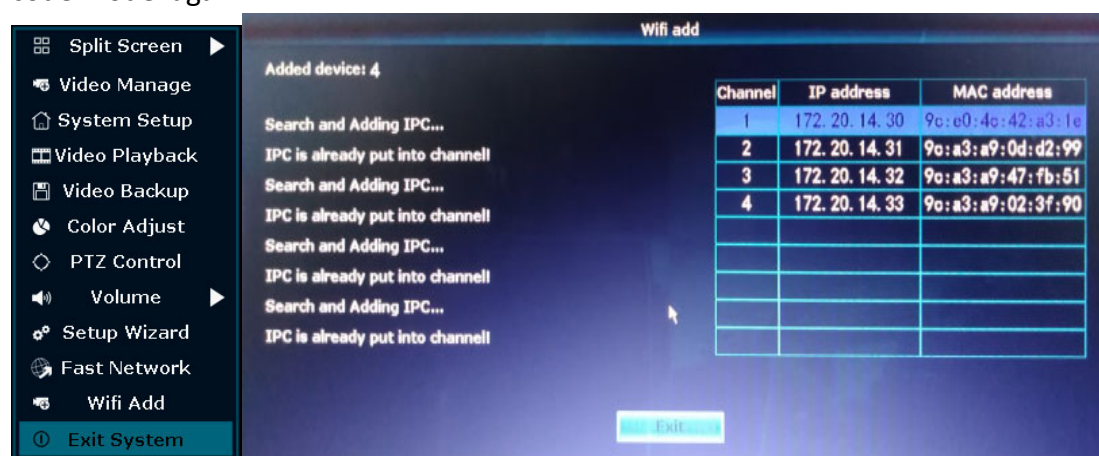 Split Screen
Video Manage
System Setup
Video Playback
Video Backup
Color Adjust
PTZ Control
Volume
Setup Wizard
Fast Network
Wifi Add
Exit System
Wifi add
Added device: 4
Search and Adding IPC...
IPC is already put into channel!
Search and Adding IPC...
IPC is already put into channel!
Search and Adding IPC...
IPC is already put into channel!
Search and Adding IPC...
IPC is already put into channel!
Channel IP address MAC address
1 172.20.14.30 9c:e0:4c:42:a3:1e
2 172.20.14.31 9c:a3:a9:0d:d2:99
3 172.20.14.32 9c:a3:a9:47:fb:51
4 172.20.14.33 9c:a3:a9:02:3f:90
Exit